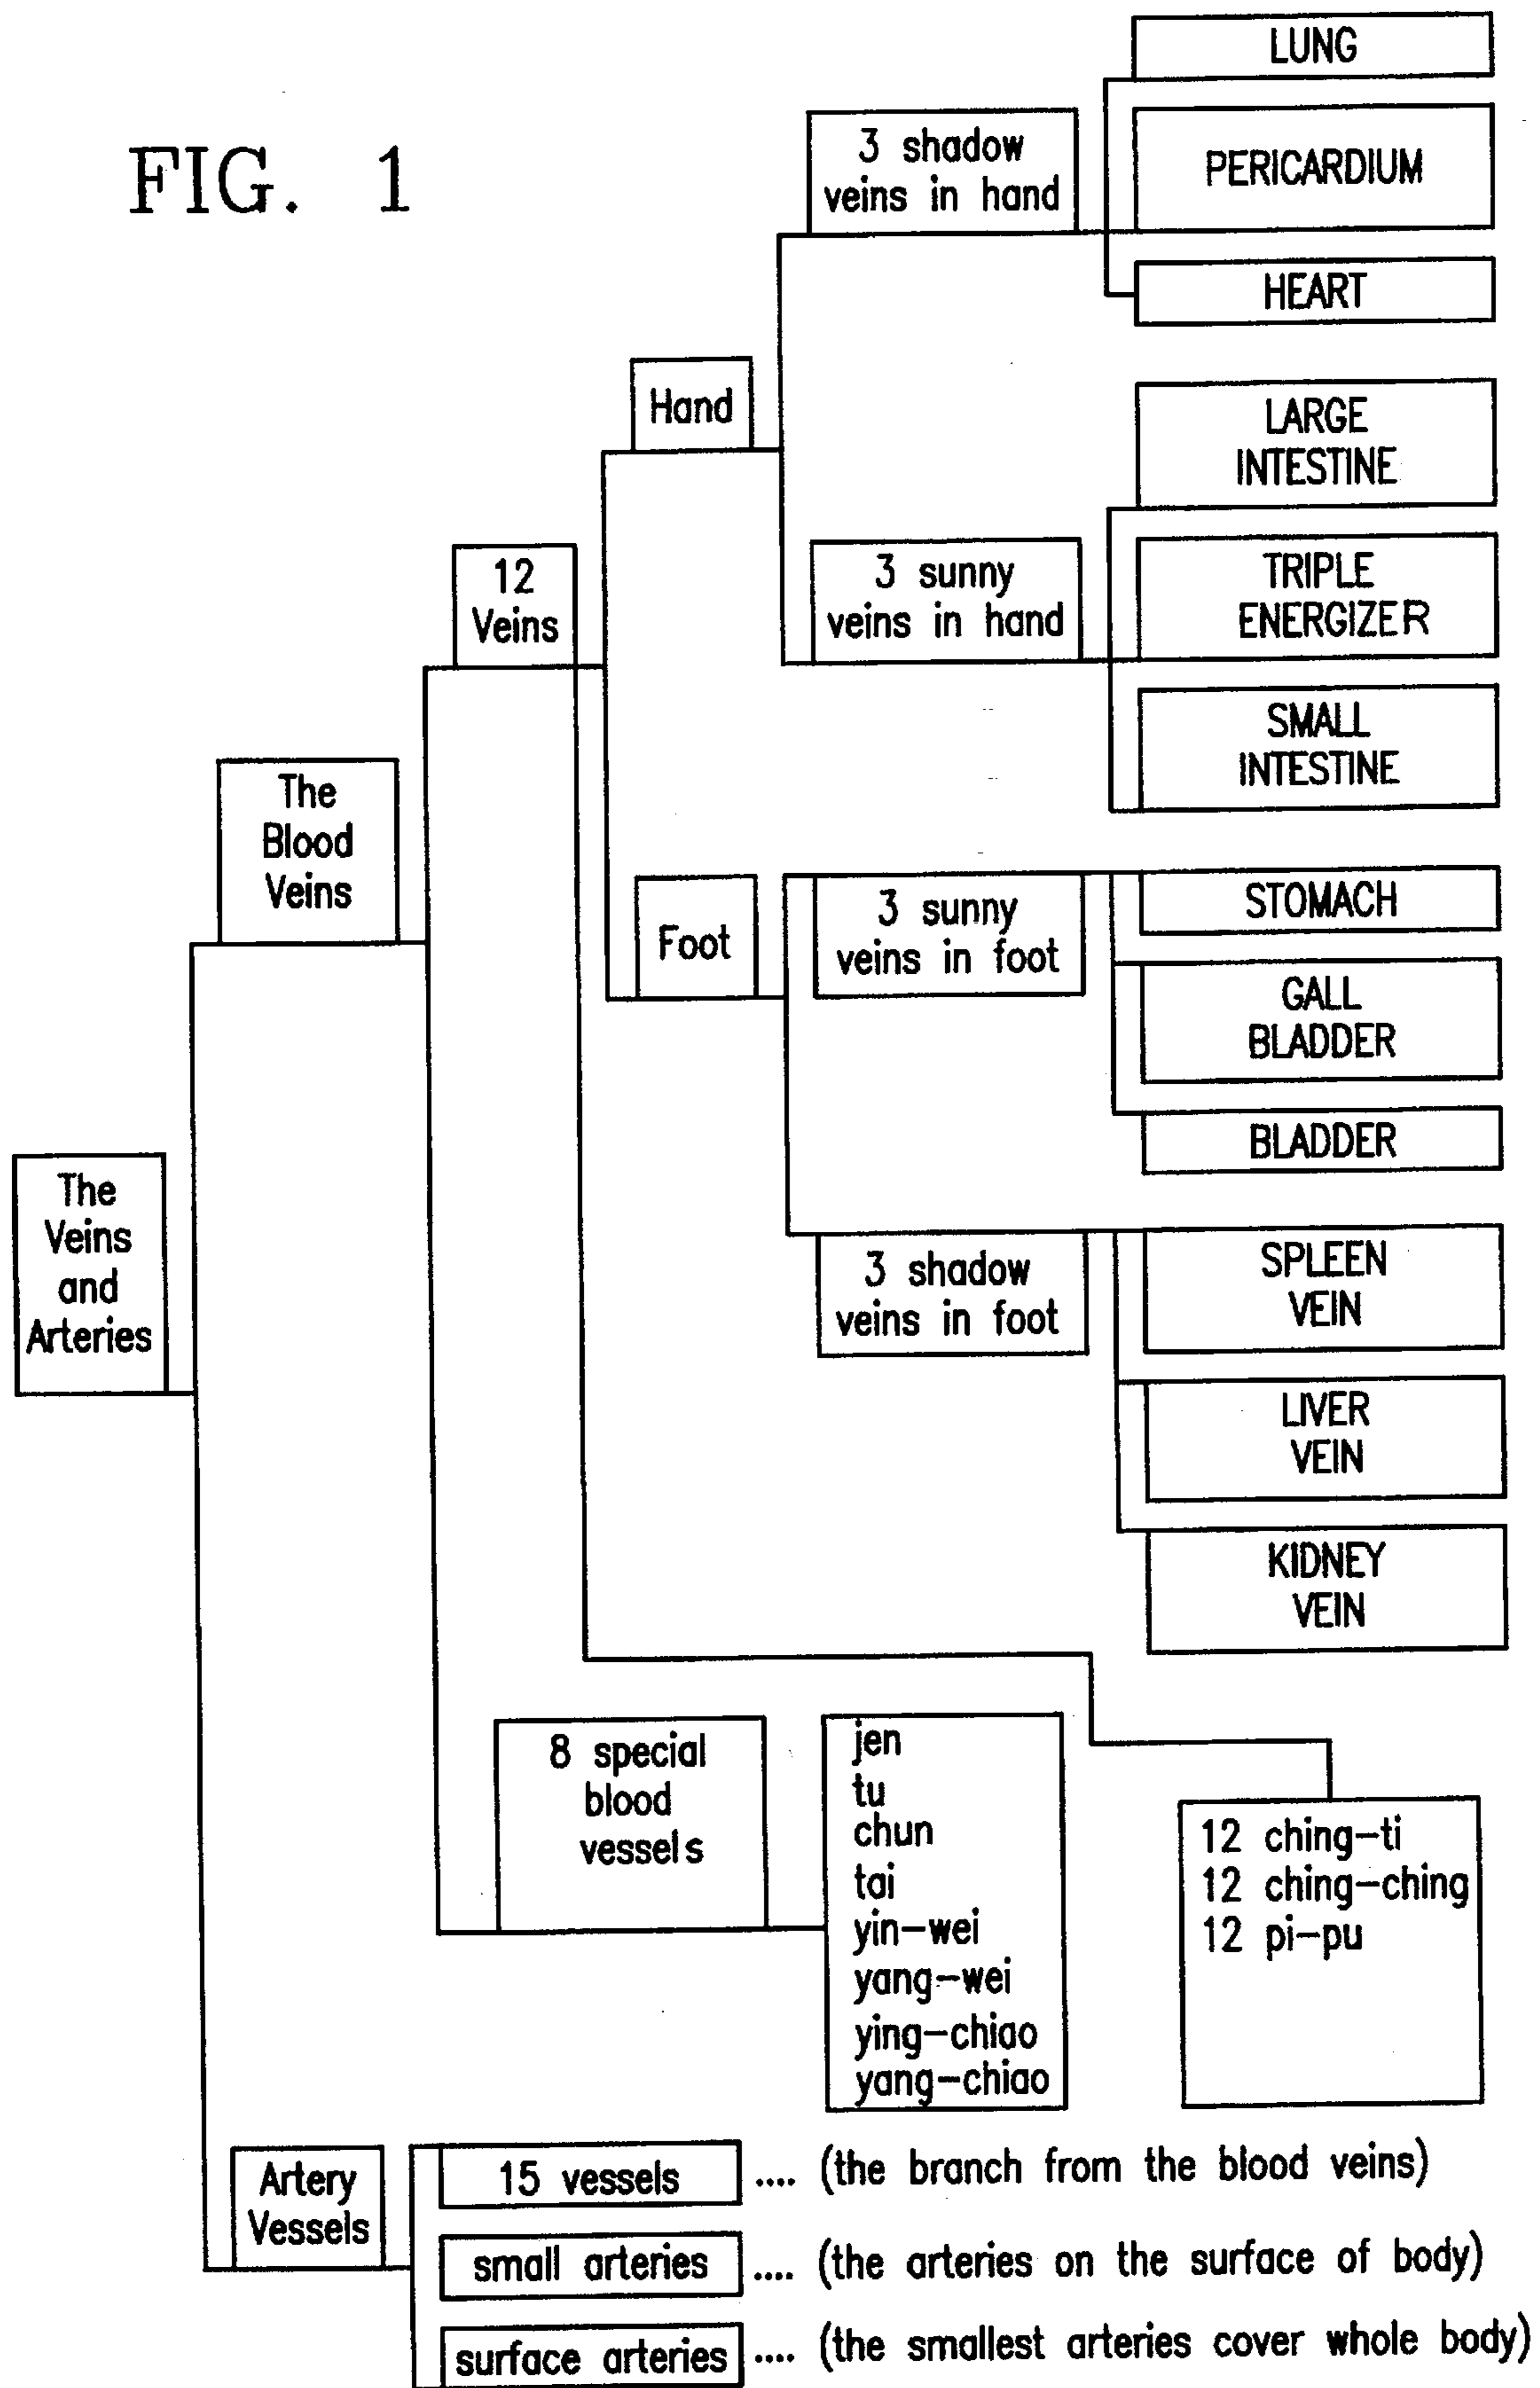 FIG. 1
LUNG
3 shadow
veins in hand
PERICARDIUM
HEART
Hand
LARGE
INTESTINE
12
Veins
3 sunny
veins in hand
TRIPLE
ENERGIZER
SMALL
INTESTINE
The
Blood
Veins
Foot
3 sunny
veins in foot
STOMACH
GALL
BLADDER
BLADDER
The
Veins
and
Arteries
3 shadow
veins in foot
SPLEEN
VEIN
LIVER
VEIN
KIDNEY
VEIN
8 special
blood
vessels
jen
tu
chun
tai
yin-wei
yang-wei
ying-chiao
yang-chiao
12 ching-ti
12 ching-ching
12 pi-pu
Artery
Vessels
15 vessels .... (the branch from the blood veins)
small arteries .... (the arteries on the surface of body)
surface arteries .... (the smallest arteries cover whole body)